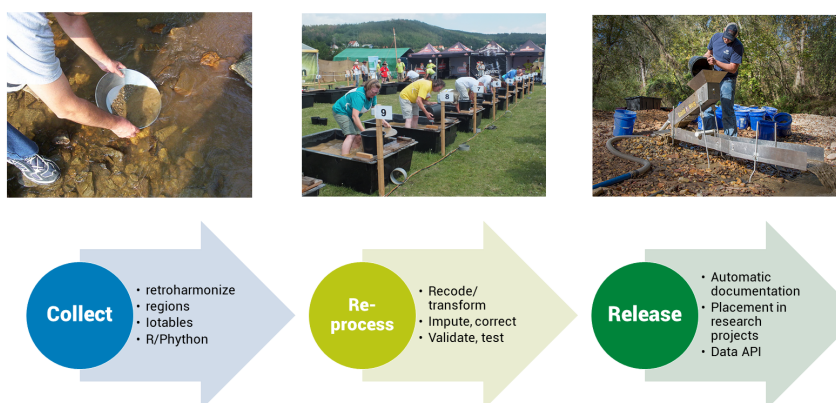 9
8
7
Collect
• retroharmonize
• regions
• Iotables
• R/Phython
Re-
process
• Recode/
transform
• Impute, correct
• Validate, test
Release
• Automatic
documentation
• Placement in
research
projects
• Data API